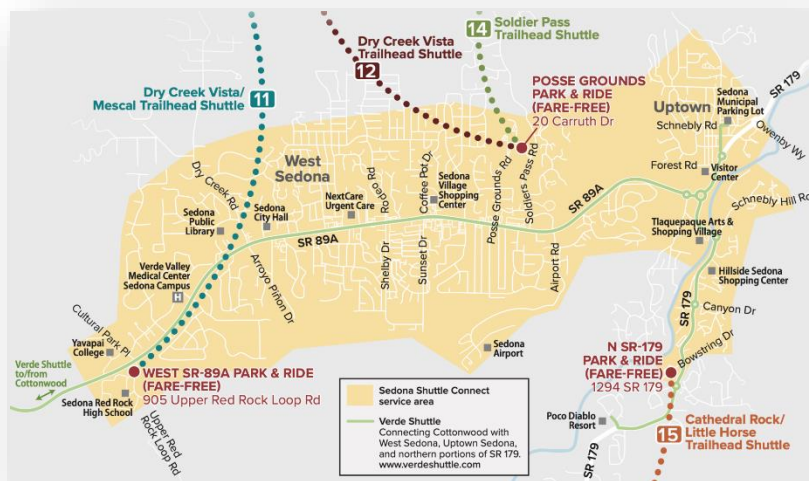 14
Soldier Pass
Trailhead Shuttle
Dry Creek Vista
Trailhead Shuttle
12
Dry Creek Vista/
Mescal Trailhead Shuttle
11
POSSE GROUNDS
PARK & RIDE
(FARE-FREE)
20 Carruth Dr
Uptown
Sedona
Municipal
Parking Lot
SR 179
Schnebly Rd
Owenby Wy
Forest Rd
Visitor
Center
Schnebly Hill Rd
West
Sedona
Dry Creek Rd
Rodeo Rd
Coffee Pot Dr
Sedona
Village
Shopping
Center
Posse Grounds Rd
Soldiers Pass Rd
SR 89A
NextCare
Urgent Care
Sedona
City Hall
Sedona
Public
Library
SR 89A
Tlaquepaque Arts &
Shopping Village
Verde Valley
Medical Center
Sedona Campus
H
Arroyo Piñon Dr
Shelby Dr
Sunset Dr
Airport Rd
Hillside Sedona
Shopping Center
SR 179
Canyon Dr
Cultural Park Pl
Yavapai
College
Sedona
Airport
N SR-179
PARK & RIDE
(FARE-FREE)
1294 SR 179
Bowstring Dr
Verde Shuttle
to/from
Cottonwood
WEST SR-89A PARK & RIDE
(FARE-FREE)
905 Upper Red Rock Loop Rd
Sedona Red Rock
High School
Upper Red
Rock Loop Rd
Sedona Shuttle Connect
service area
Verde Shuttle
Connecting Cottonwood with
West Sedona, Uptown Sedona,
and northern portions of SR 179.
www.verdeshuttle.com
Poco Diablo
Resort
SR 179
15
Cathedral Rock/
Little Horse
Trailhead Shuttle